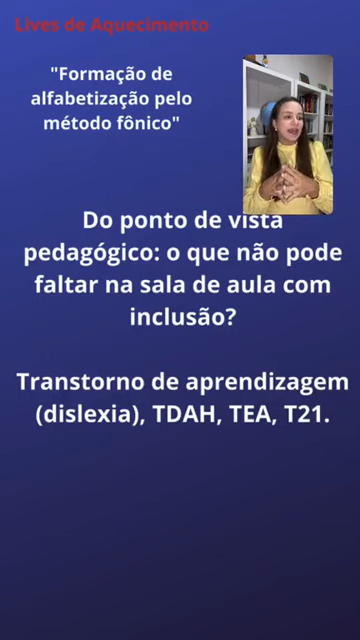 Lives de Aquecimento
"Formação de
alfabetização pelo
método fônico"
Do ponto de vista
pedagógico: o que não pode
faltar na sala de aula com
inclusão?
Transtorno de aprendizagem
(dislexia), TDAH, TEA, T21.